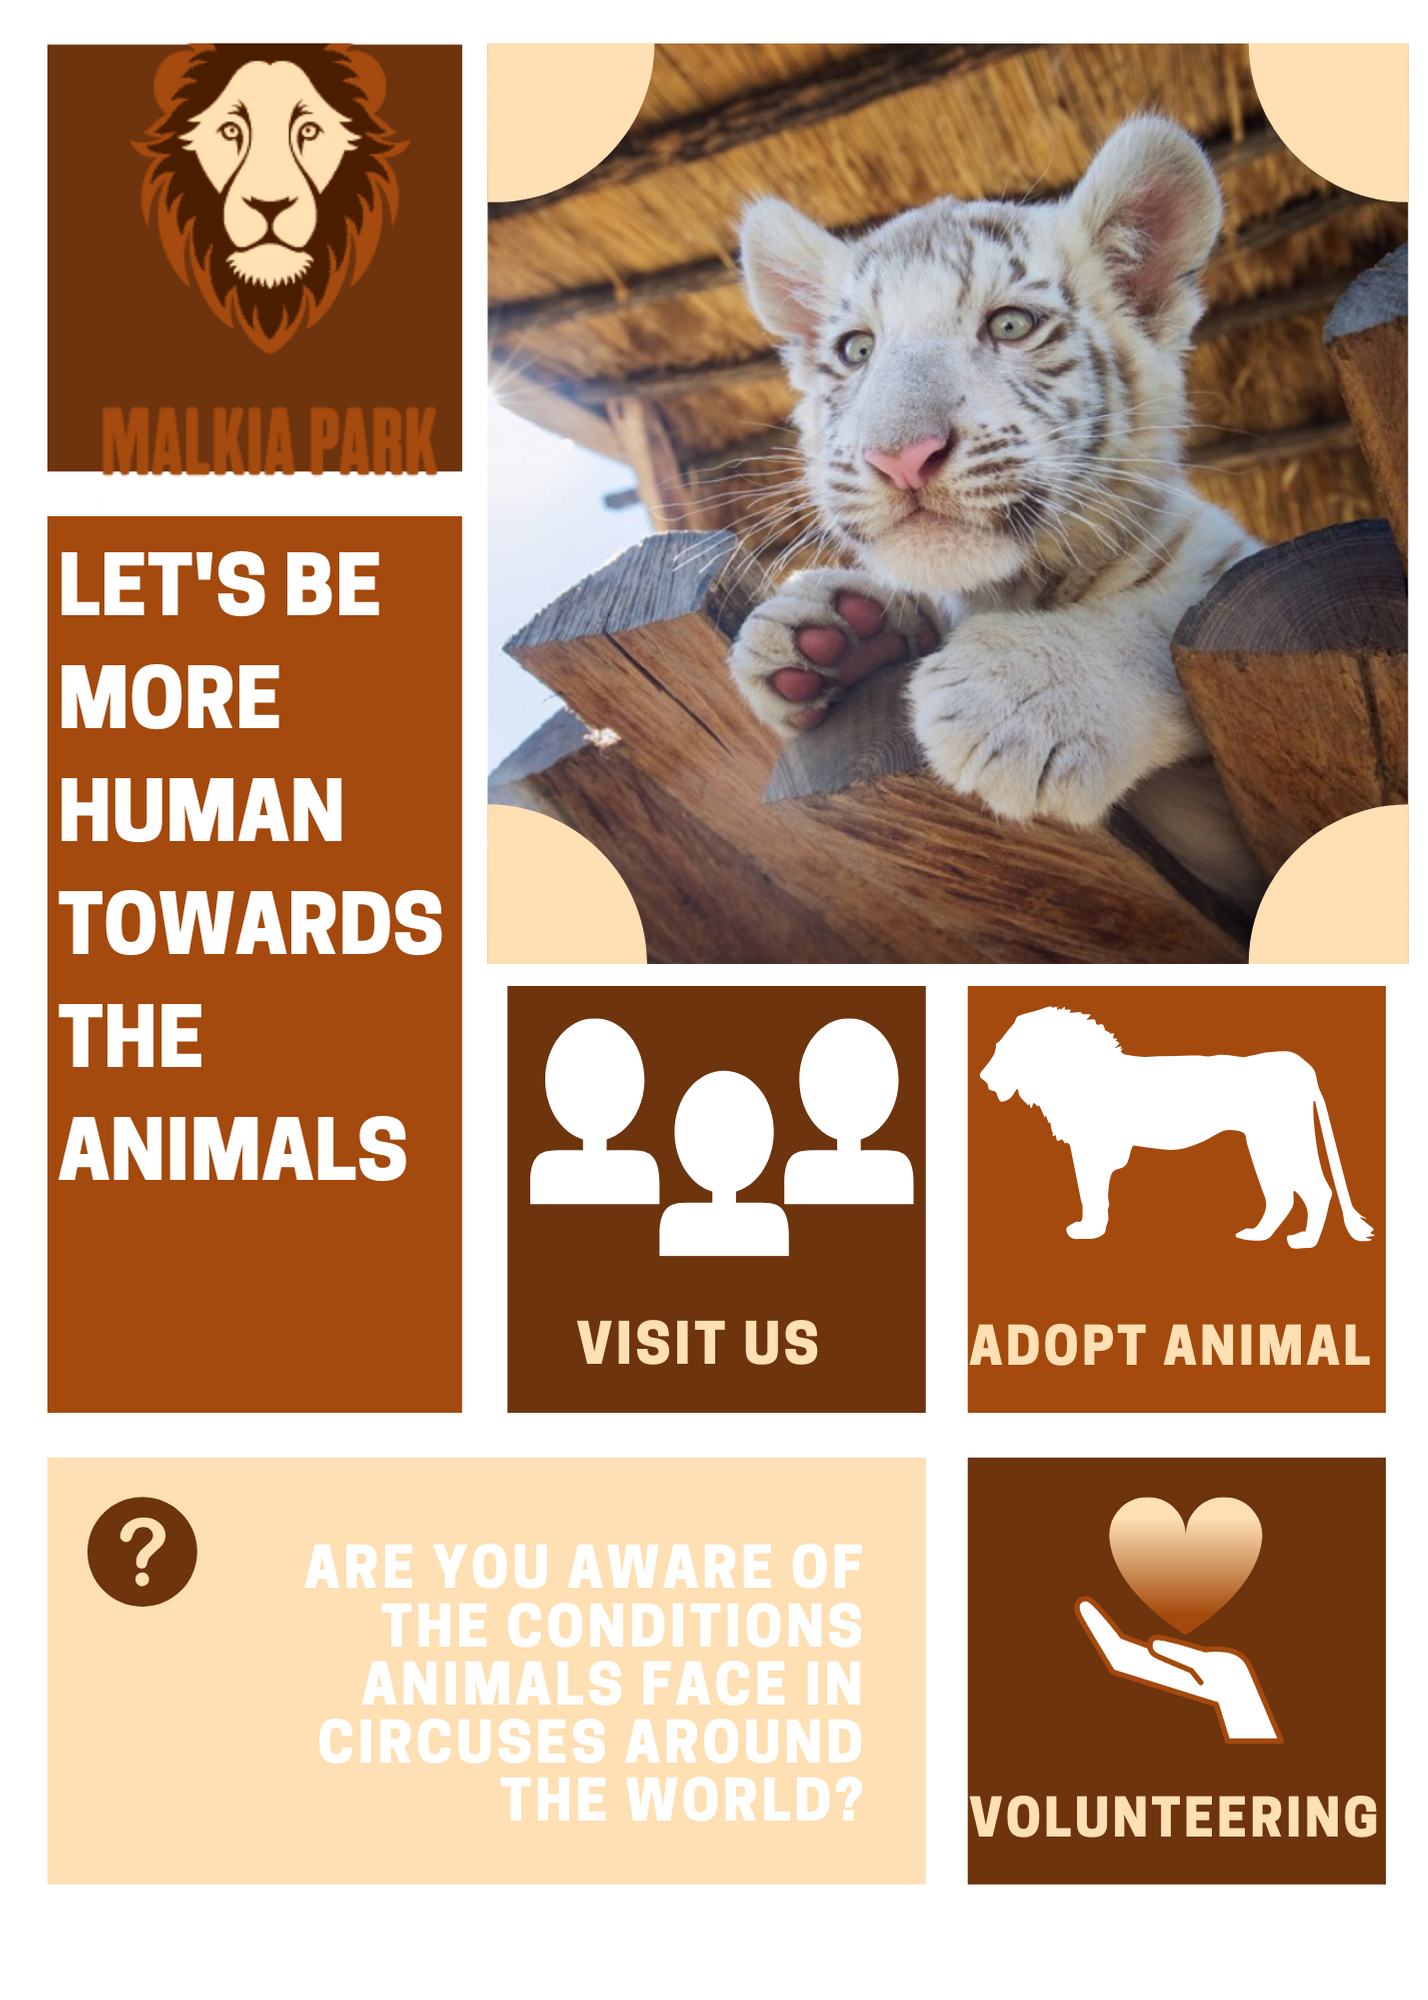 MALKIA PARK
LET'S BE
MORE
HUMAN
TOWARDS
THE
ANIMALS
VISIT US
ADOPT ANIMAL
?
ARE YOU AWARE OF
THE CONDITIONS
ANIMALS FACE IN
CIRCUSES AROUND
THE WORLD?
VOLUNTEERING